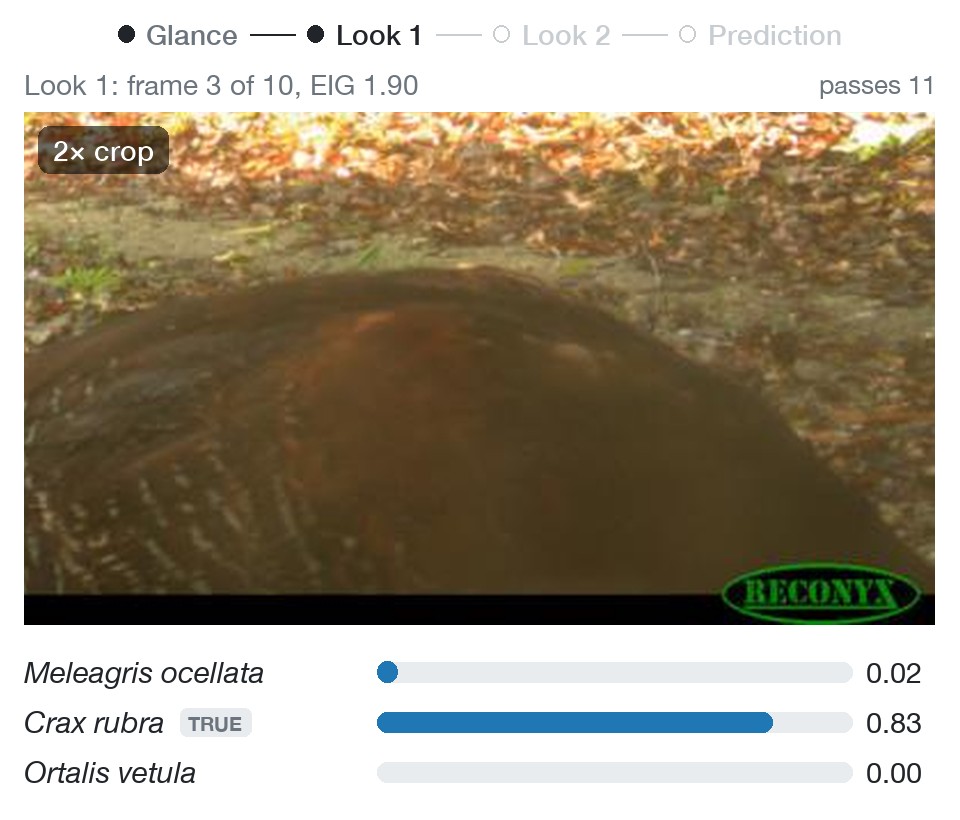 Glance Look 1 Look 2 Prediction
Look 1: frame 3 of 10, EIG 1.90 passes 11
2× crop
RECONYX
Meleagris ocellata 0.02
Crax rubra TRUE 0.83
Ortalis vetula 0.00